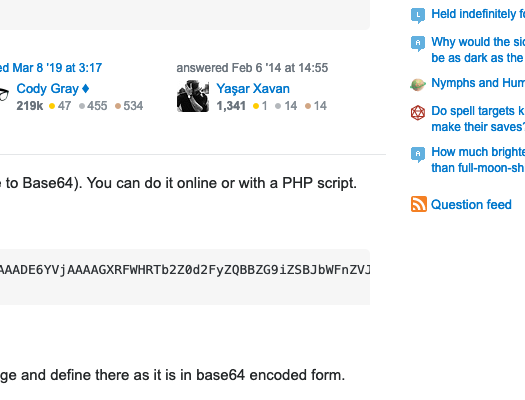 ed Mar 8 '19 at 3:17
Cody Gray ♦
219k 47 455 534
answered Feb 6 '14 at 14:55
Yaşar Xavan
1,341 1 14 14
to Base64). You can do it online or with a PHP script.
AAADE6YVjAAAAGXRFWHRTb2Z0d2FyZQBBZG9iZSBJbWFnZVJ
ge and define there as it is in base64 encoded form.
Held indefinitely
Why would the
be as dark as the
Nymphs and
Do spell targets
make their saves?
How much
than full-moon-sh
Question feed